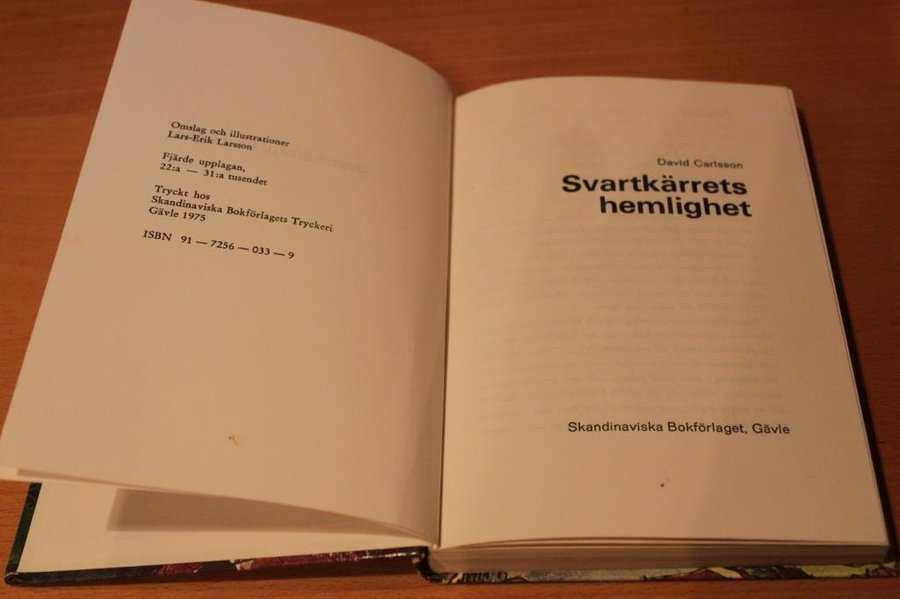 Omslag och illustrationer
Lars-Erik Larsson
Fjärde upplagan,
22:a — 31:a tusendet
Tryckt hos
Skandinaviska Bokförlagets Tryckeri
Gävle 1975
ISBN 91 — 7256 — 033 — 9
David Carlsson
Svartkärrets
hemlighet
Skandinaviska Bokförlaget, Gävle